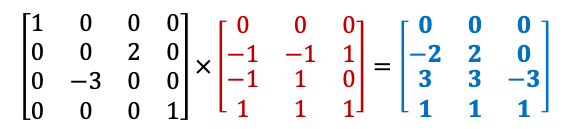 1 0 0 0 0 0 0 0 0 0
0 0 2 0 −1 −1 1 −2 2 0
0 −3 0 0 × −1 1 0 = 3 3 −3
0 0 0 1 1 1 1 1 1 1